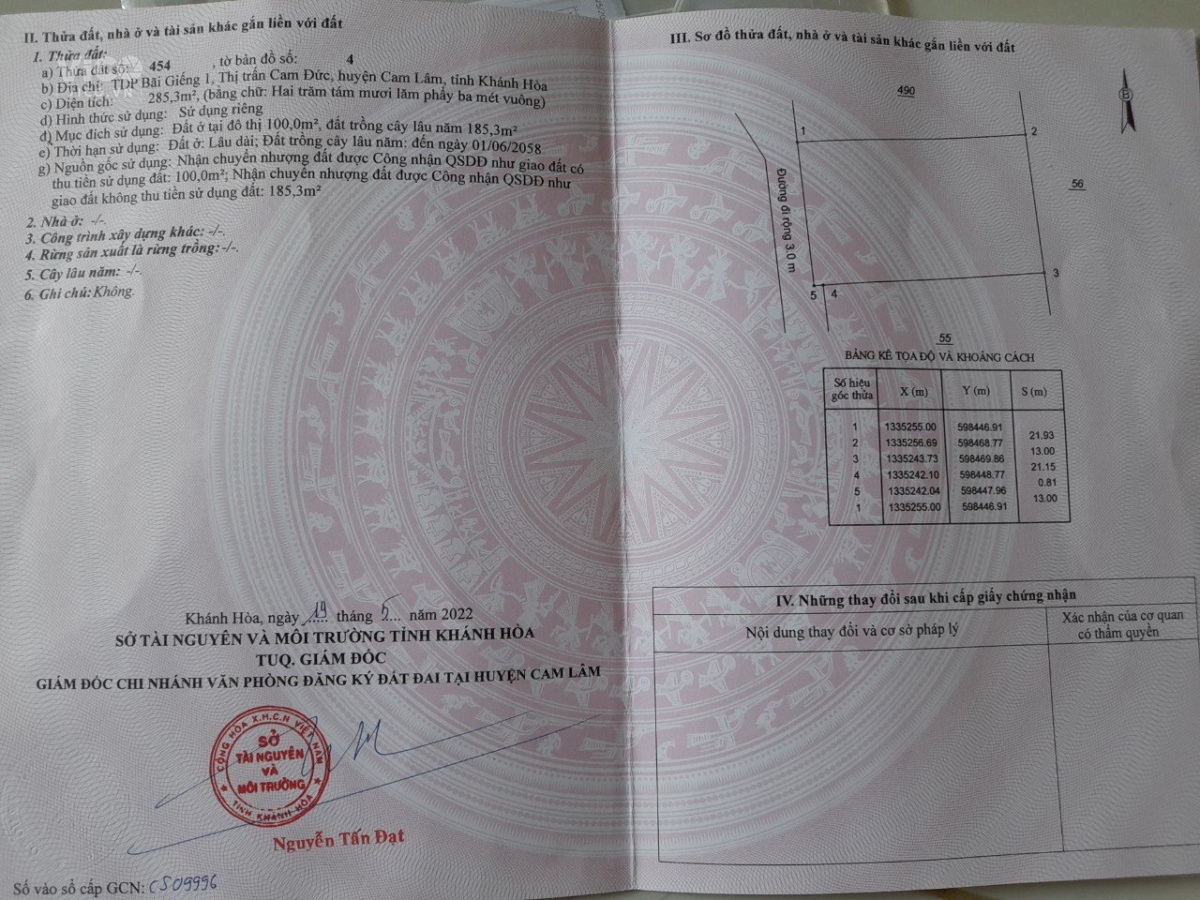 II. Thửa đất, nhà ở và tài sản khác gắn liền với đất
1. Thửa đất:
a) Thửa đất số: 454 , tờ bản đồ số: 4
b) Địa chỉ: TDP Bãi Giếng 1, Thị trấn Cam Đức, huyện Cam Lâm, tỉnh Khánh Hòa
c) Diện tích: 285,3m², (bằng chữ: Hai trăm tám mươi lăm phẩy ba mét vuông)
d) Hình thức sử dụng: Sử dụng riêng
đ) Mục đích sử dụng: Đất ở tại đô thị 100,0m², đất trồng cây lâu năm 185,3m²
e) Thời hạn sử dụng: Đất ở: Lâu dài; Đất trồng cây lâu năm: đến ngày 01/06/2058
g) Nguồn gốc sử dụng: Nhận chuyển nhượng đất được Công nhận QSDĐ như giao đất có
thu tiền sử dụng đất: 100,0m²; Nhận chuyển nhượng đất được Công nhận QSDĐ như
giao đất không thu tiền sử dụng đất: 185,3m²
2. Nhà ở: -/-.
3. Công trình xây dựng khác: -/-.
4. Rừng sản xuất là rừng trồng: -/-.
5. Cây lâu năm: -/-.
6. Ghi chú: Không.
Khánh Hòa, ngày 19 tháng 5 năm 2022
SỞ TÀI NGUYÊN VÀ MÔI TRƯỜNG TỈNH KHÁNH HÒA
TUQ. GIÁM ĐỐC
GIÁM ĐỐC CHI NHÁNH VĂN PHÒNG ĐĂNG KÝ ĐẤT ĐAI TẠI HUYỆN CAM LÂM
CỘNG HÒA X.H.C.N VIỆT NAM
SỞ
TÀI NGUYÊN
VÀ
MÔI TRƯỜNG
TỈNH KHÁNH HÒA
Nguyễn Tấn Đạt
Số vào sổ cấp GCN: CS09996
III. Sơ đồ thửa đất, nhà ở và tài sản khác gắn liền với đất
490
B
1
2
56
Đường đi rộng 3.0 m
3
5 4
55
BẢNG KÊ TỌA ĐỘ VÀ KHOẢNG CÁCH
Số hiệu góc thửa X (m) Y (m) S (m)
1 1335255.00 598446.91
21.93
2 1335256.69 598468.77
13.00
3 1335243.73 598469.86
21.15
4 1335242.10 598448.77
0.81
5 1335242.04 598447.96
13.00
1 1335255.00 598446.91
IV. Những thay đổi sau khi cấp giấy chứng nhận
Nội dung thay đổi và cơ sở pháp lý
Xác nhận của cơ quan
có thẩm quyền